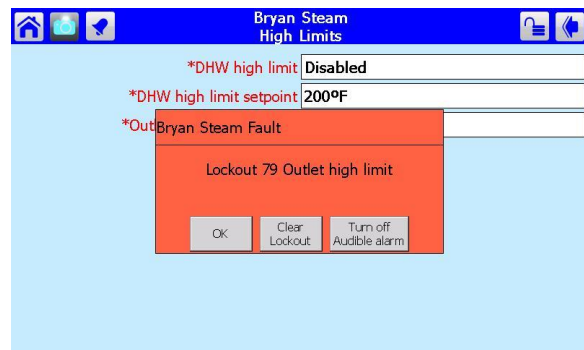 Bryan Steam
High Limits
*DHW high limit Disabled
*DHW high limit setpoint 200ºF
*Out
Bryan Steam Fault
Lockout 79 Outlet high limit
OK
Clear
Lockout
Turn off
Audible alarm